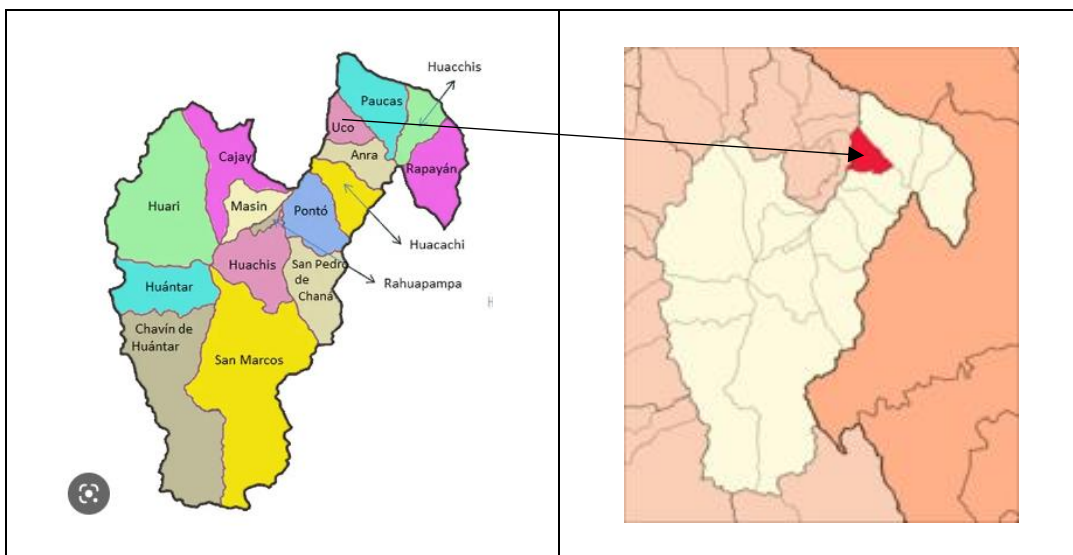 Huacchis
Paucas
Uco
Anra
Cajay
Rapayán
Masin
Huari
Pontó
Huacachi
Huachis
San Pedro
de
Chaná
Rahuapampa
Huántar
H
Chavín de
Huántar
San Marcos